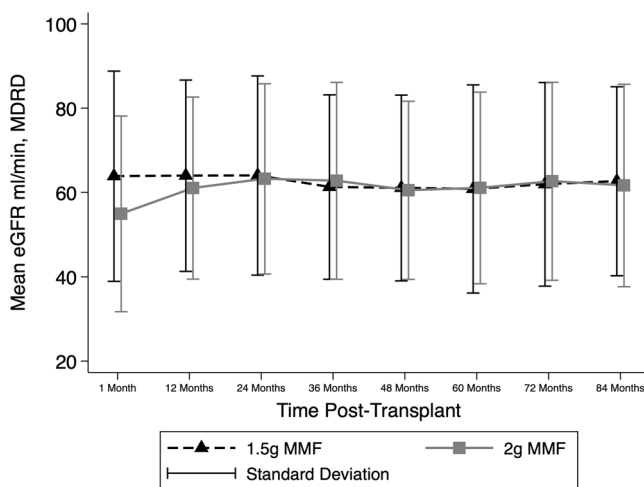 Mean eGFR ml/min, MDRD
100
80
60
40
20
1 Month 12 Months 24 Months 36 Months 48 Months 60 Months 72 Months 84 Months
Time Post-Transplant
1.5g MMF 2g MMF
Standard Deviation